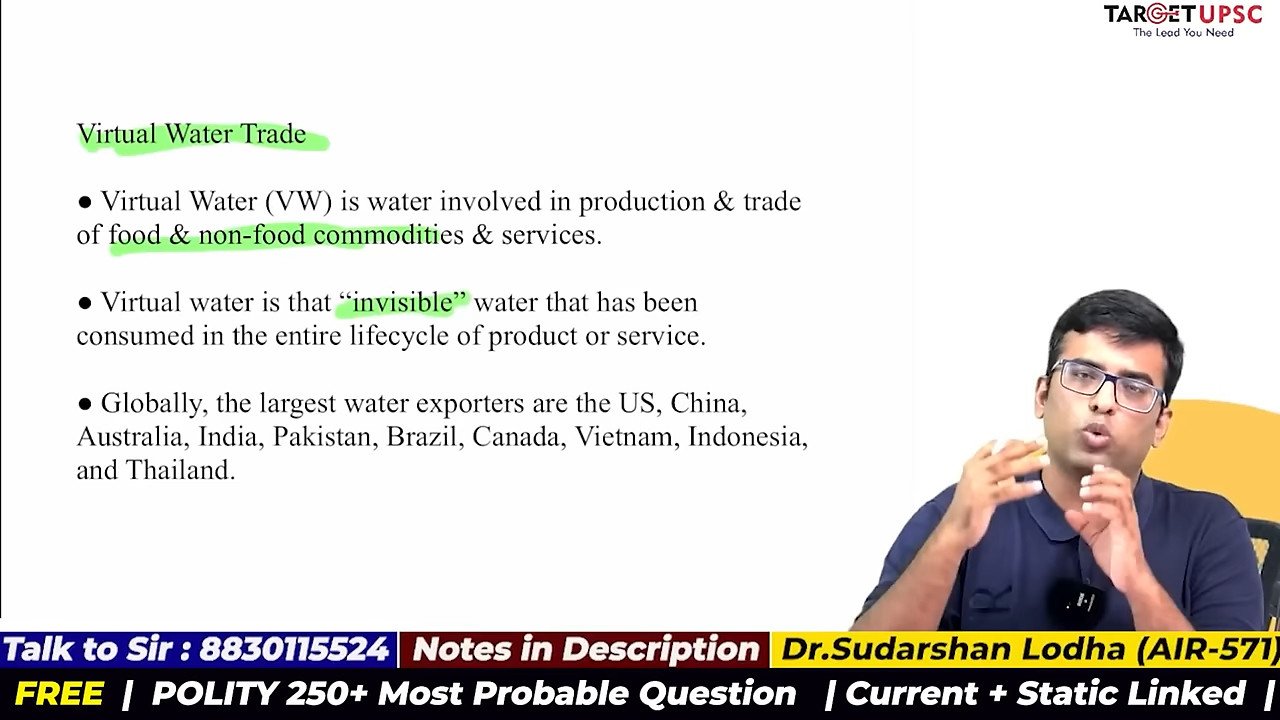 TARGET UPSC
The Lead You Need
Virtual Water Trade
● Virtual Water (VW) is water involved in production & trade
of food & non-food commodities & services.
● Virtual water is that “invisible” water that has been
consumed in the entire lifecycle of product or service.
● Globally, the largest water exporters are the US, China,
Australia, India, Pakistan, Brazil, Canada, Vietnam, Indonesia,
and Thailand.
Talk to Sir : 8830115524 Notes in Description Dr.Sudarshan Lodha (AIR-571)
FREE | POLITY 250+ Most Probable Question | Current + Static Linked |